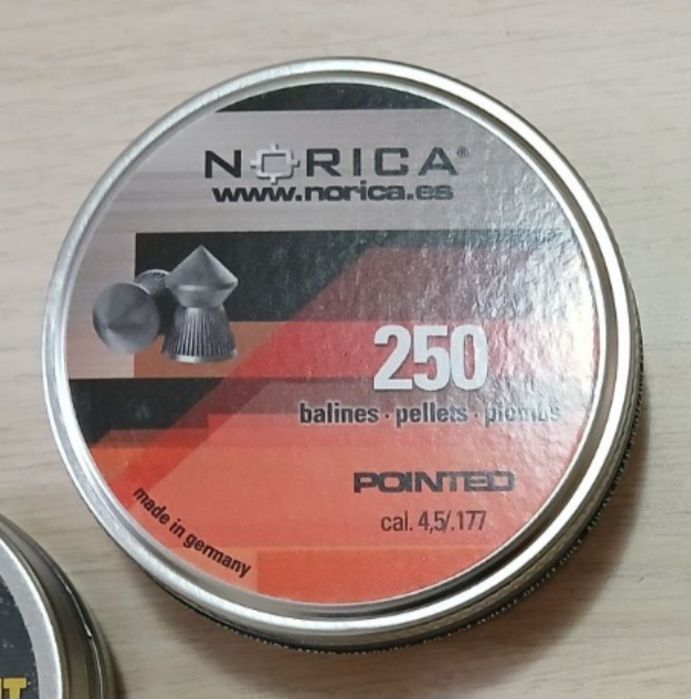 NORICA®
www.norica.es
250
balines · pellets · plombs
POINTED
cal. 4,5/.177
made in germany